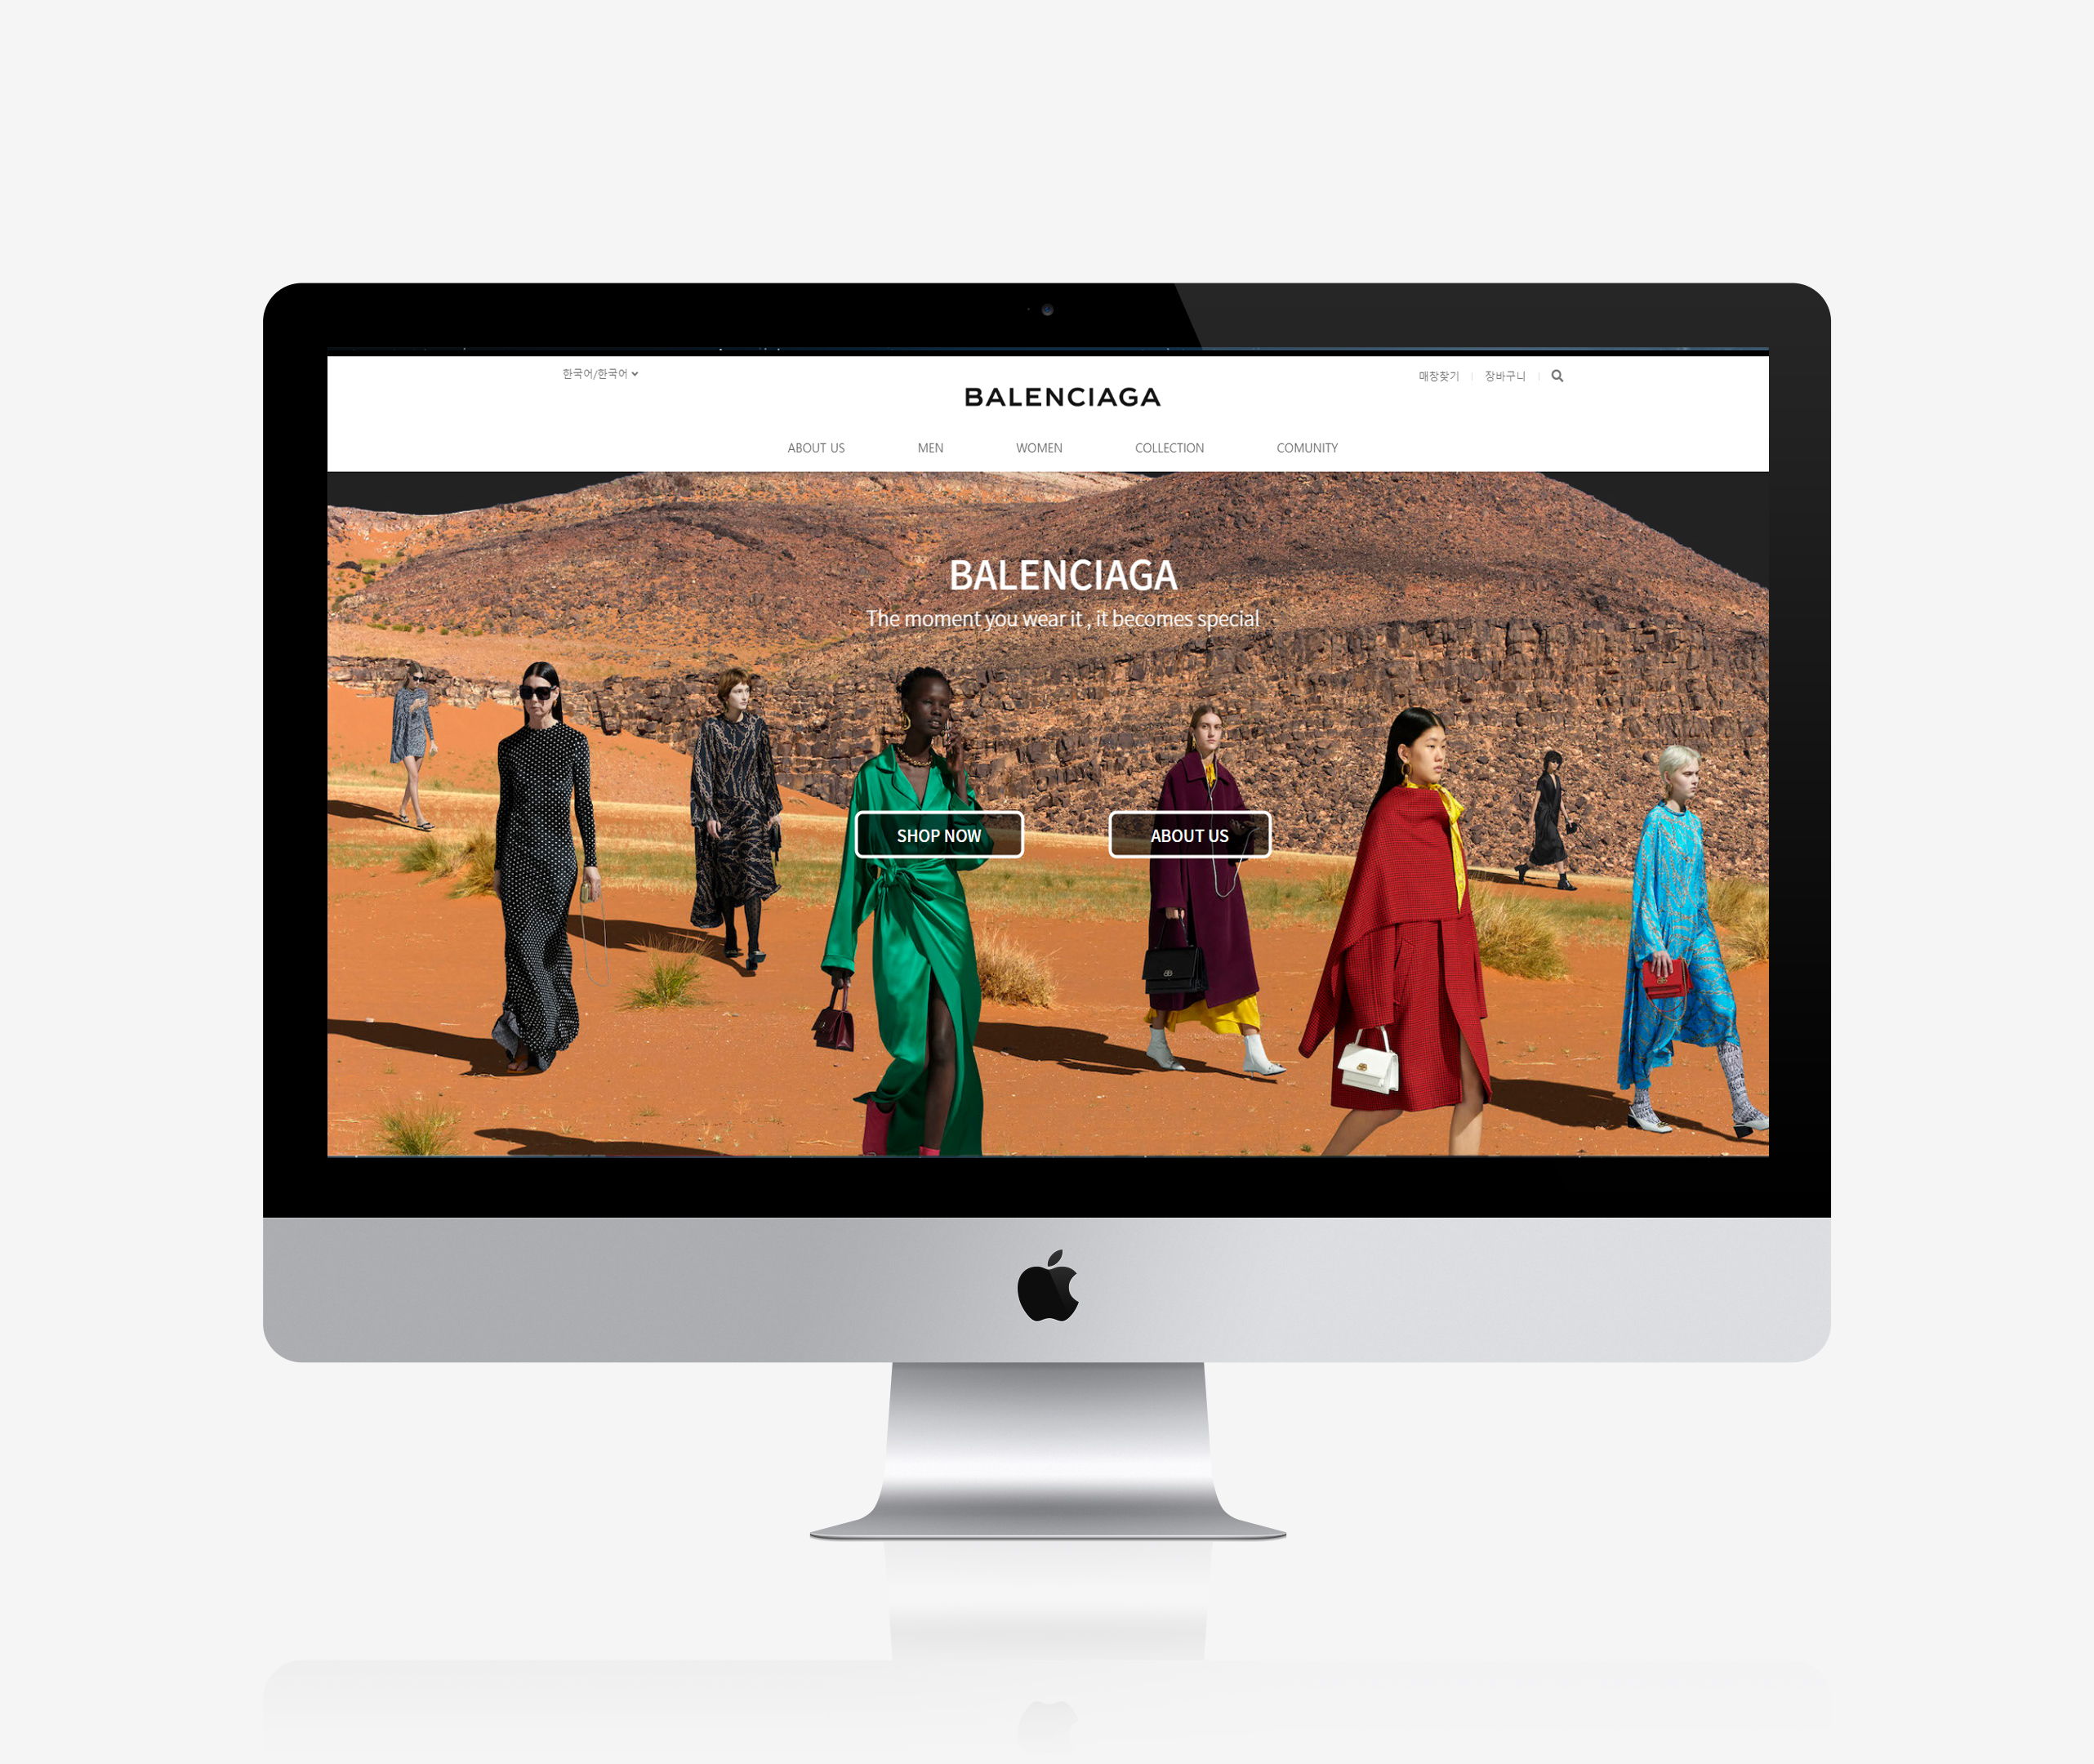 한국어/한국어
매장찾기
장바구니
BALENCIAGA
ABOUT US
MEN
WOMEN
COLLECTION
COMUNITY
BALENCIAGA
The moment you wear it , it becomes special
SHOP NOW
ABOUT US